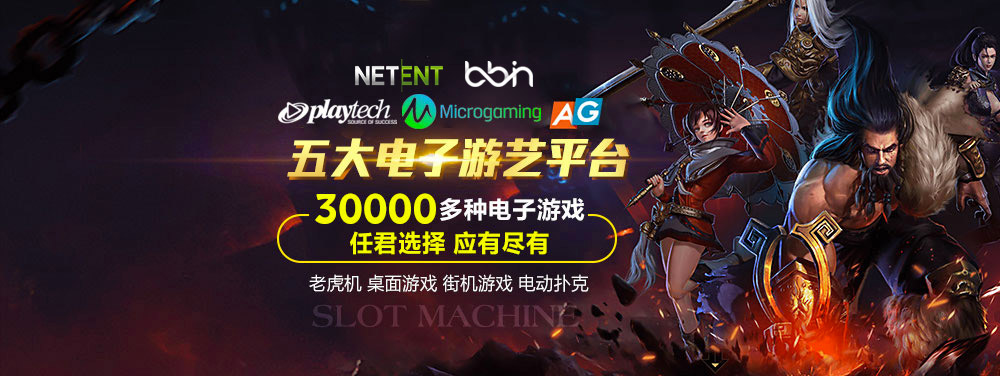 NETENT bbin
playtech SOURCE OF SUCCESS Microgaming AG
五大电子游艺平台
30000多种电子游戏
任君选择 应有尽有
老虎机 桌面游戏 街机游戏 电动扑克
SLOT MACHINE